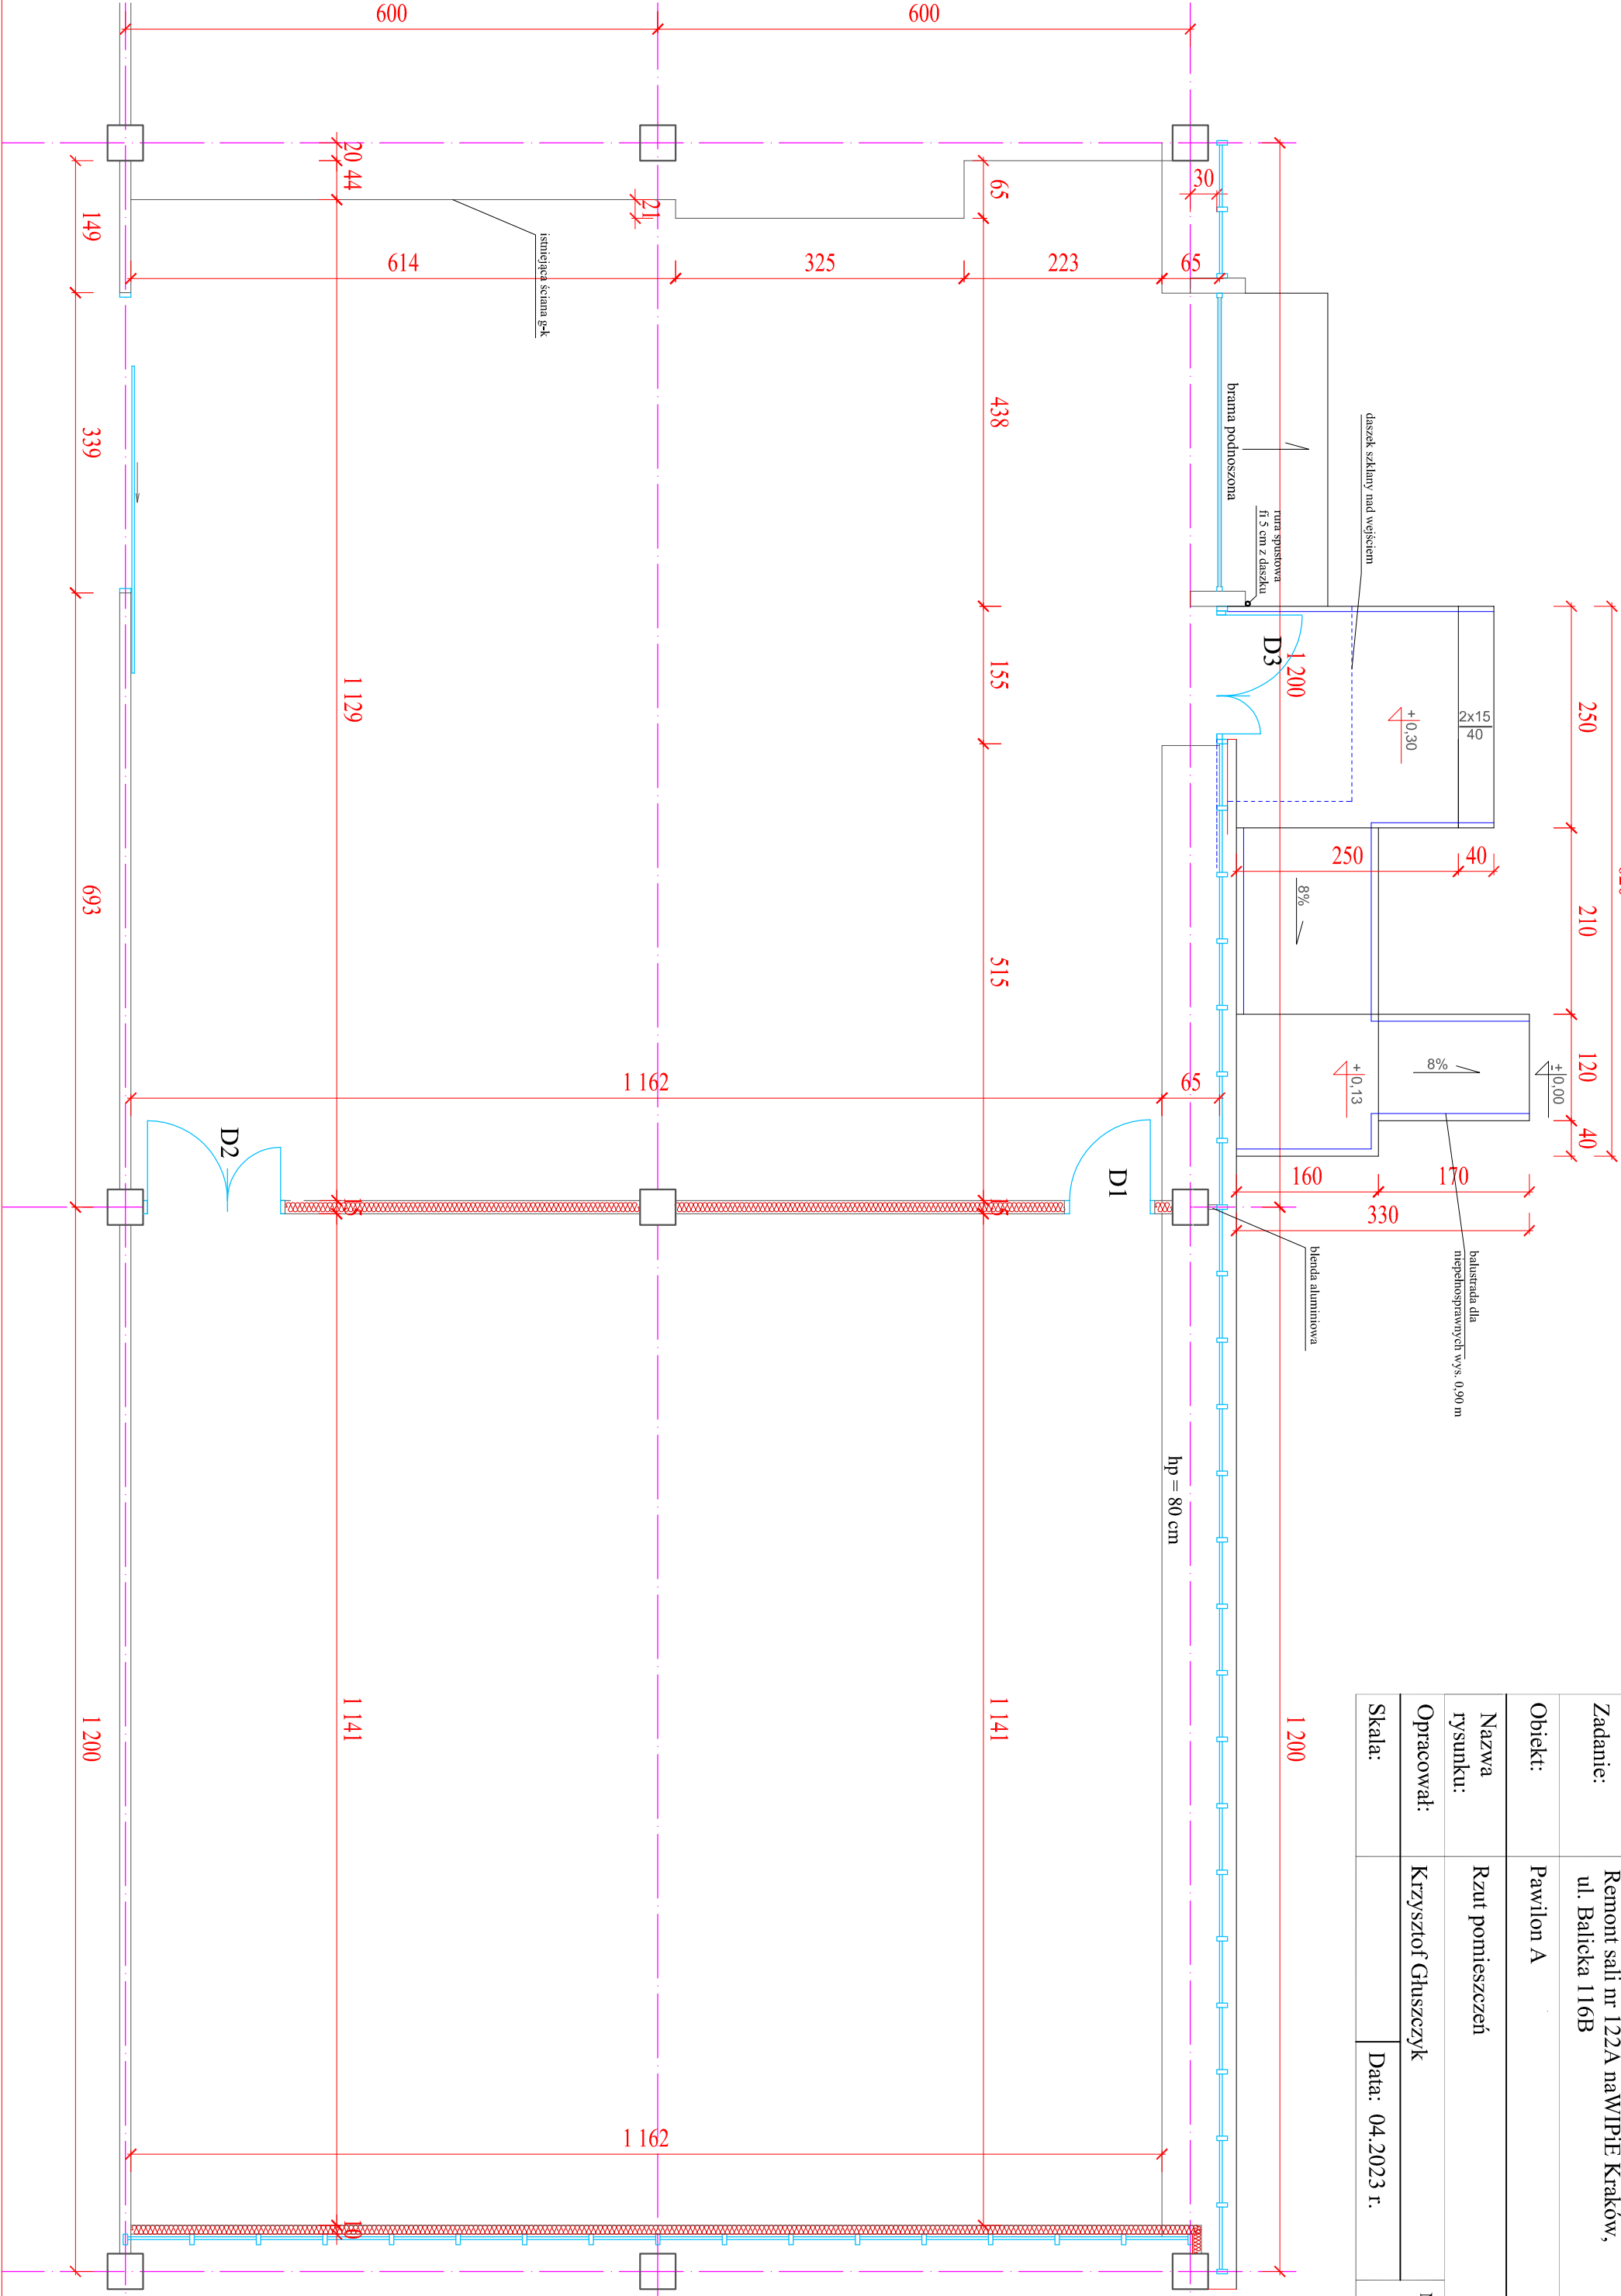 Zadanie:
Remont sali nr 122A naWIPiE Kraków,
ul. Balicka 116B
Obiekt:
Pawilon A
Nazwa
rysunku:
Rzut pomieszczeń
Opracował:
Krzysztof Głuszczyk
Skala:
Data: 04.2023 r.
600
600
20
44
65
30
149
21
614
325
223
65
istniejąca ściana g-k
339
438
brama podnoszona
daszek szklany nad wejściem
rura spustowa
fi 5 cm z daszku
D3
1 200
155
1 129
693
515
2x15
40
+0,30
250
250
40
210
8%
8%
+0,13
±0,00
120
40
160
170
330
1 162
65
D2
D1
15
15
blenda aluminiowa
balustrada dla
niepełnosprawnych wys. 0,90 m
hp = 80 cm
1 200
1 141
1 141
1 200
1 162
10